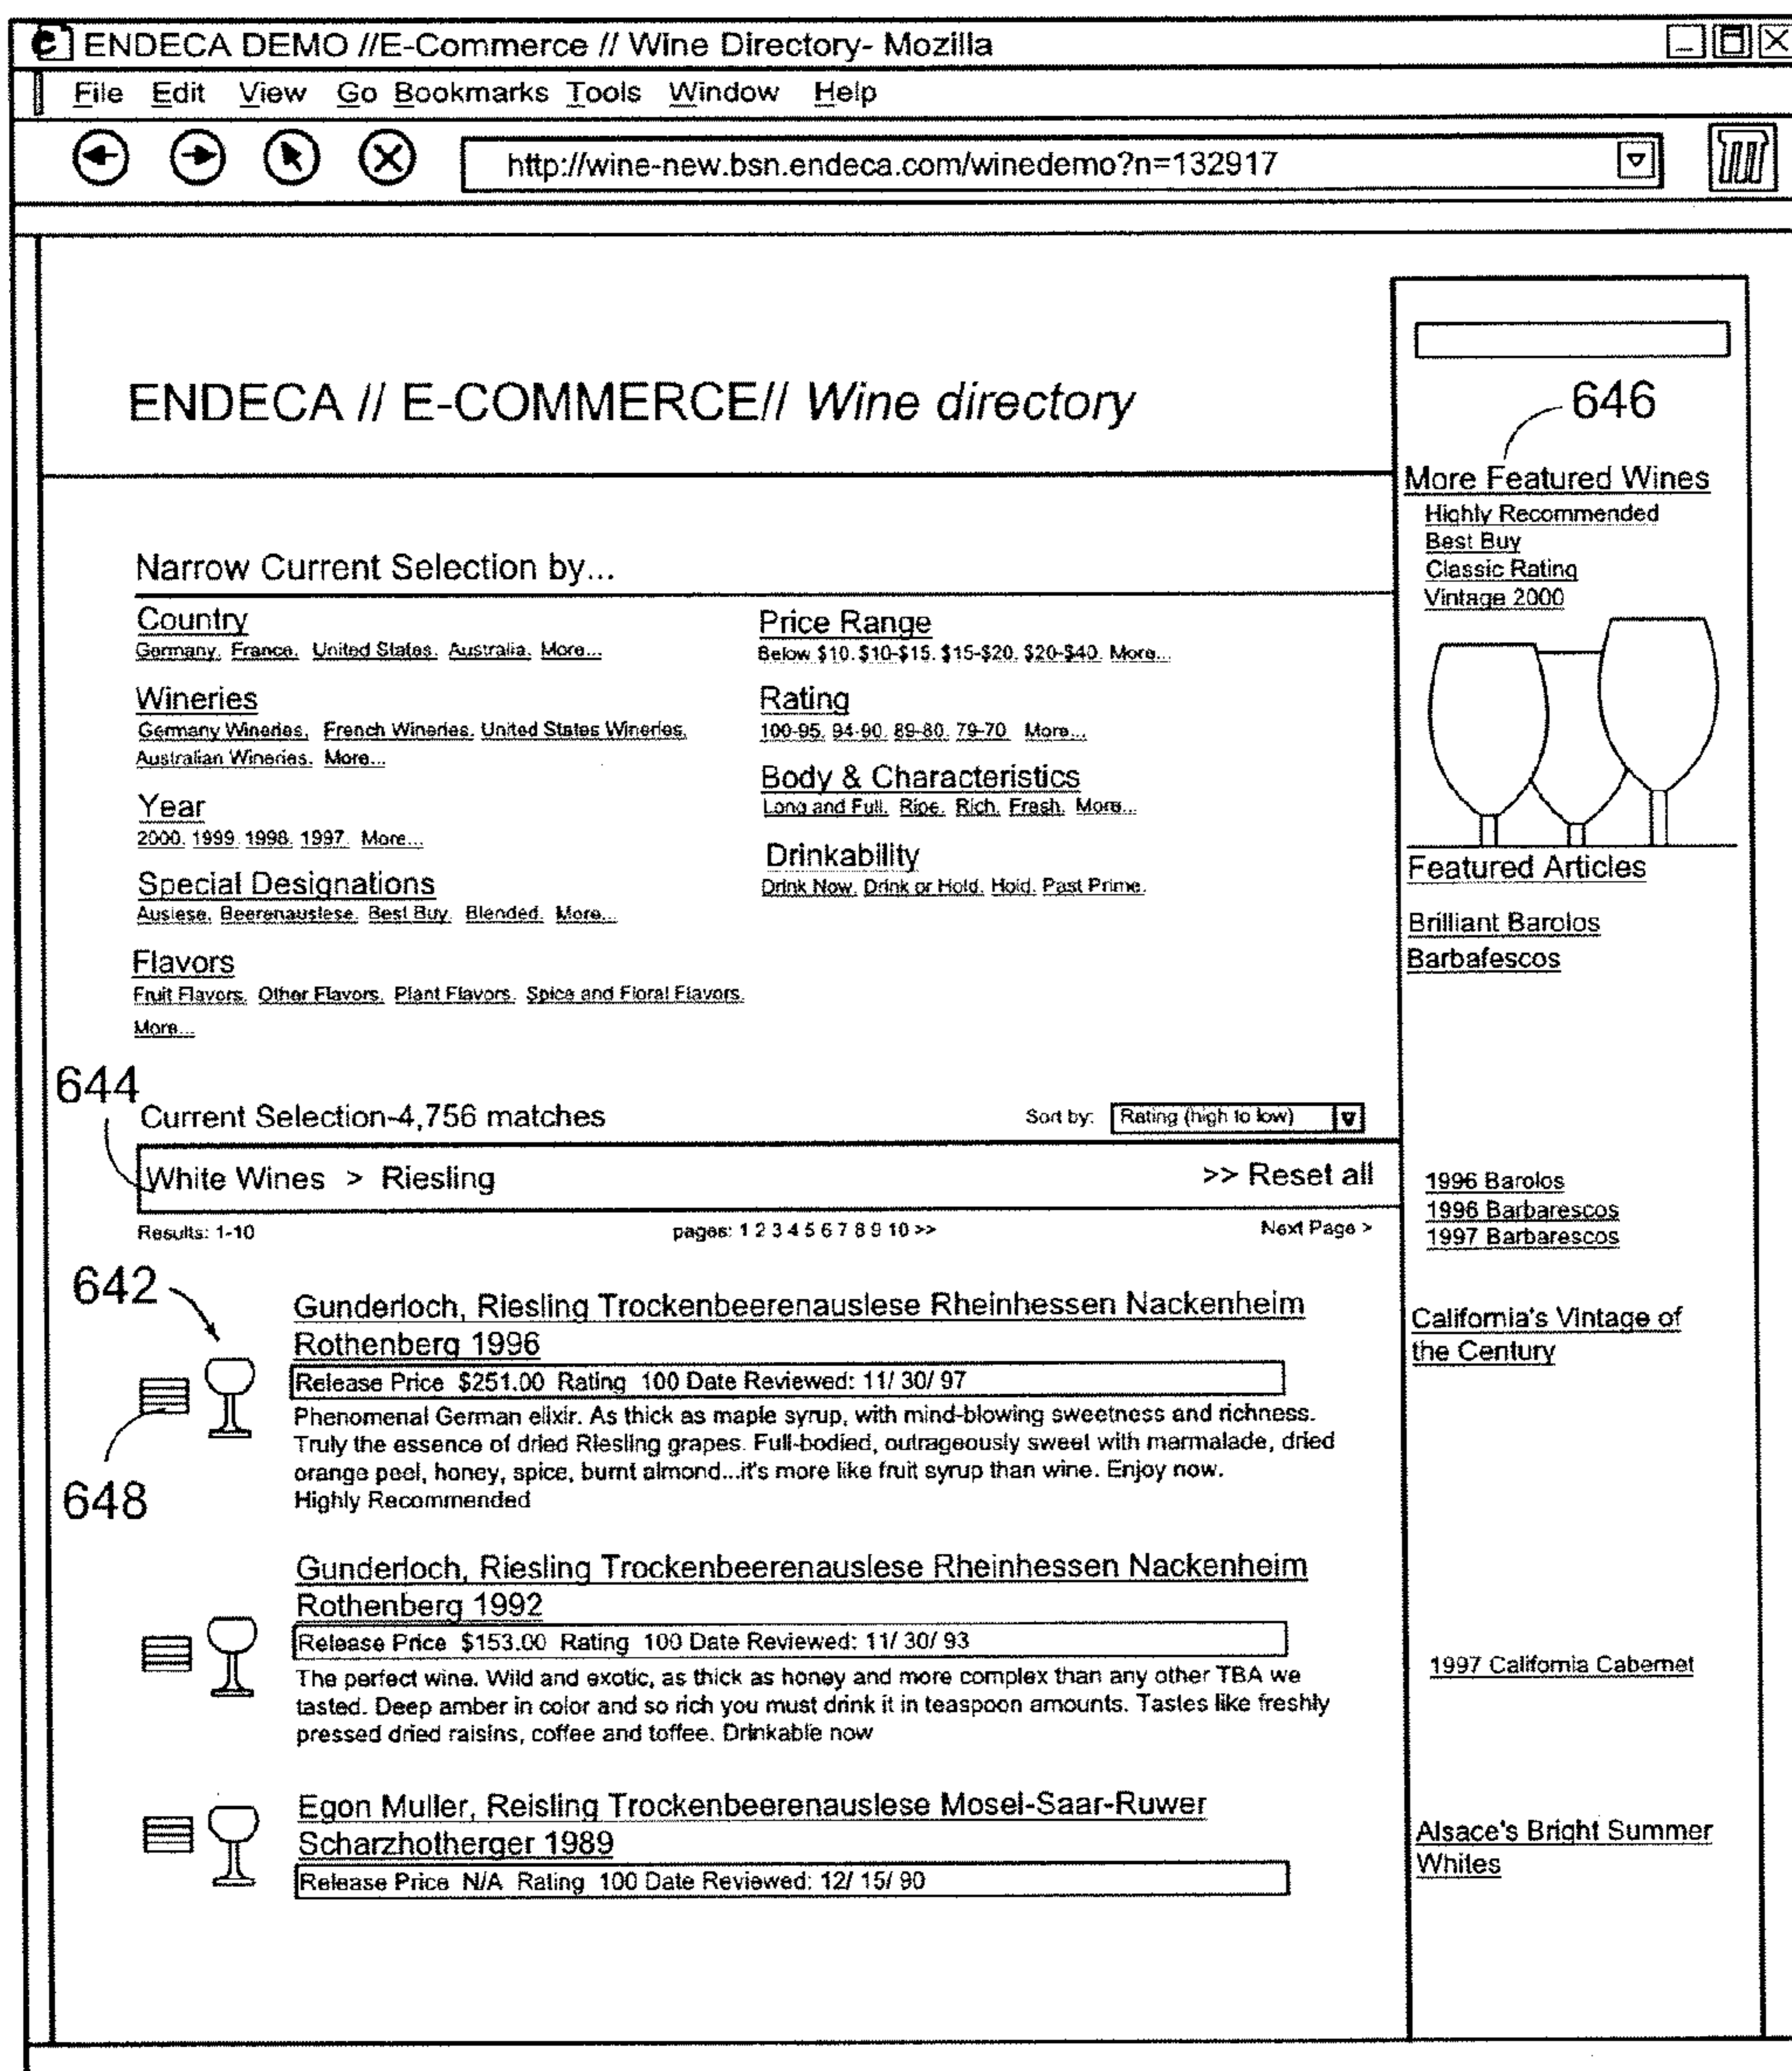 ENDECA DEMO //E-Commerce // Wine Directory- Mozilla
File Edit View Go Bookmarks Tools Window Help
http://wine-new.bsn.endeca.com/winedemo?n=132917
ENDECA // E-COMMERCE// Wine directory
Narrow Current Selection by...
Country
Germany, France, United States, Australia, More...
Wineries
Germany Wineries, French Wineries, United States Wineries,
Australian Wineries, More...
Year
2000, 1999, 1998, 1997, More...
Special Designations
Auslese, Beerenauslese, Best Buy, Blended, More...
Flavors
Fruit Flavors, Other Flavors, Plant Flavors, Spice and Floral Flavors,
More...
Price Range
Below $10, $10-$15, $15-$20, $20-$40, More...
Rating
100-95, 94-90, 89-80, 79-70 More...
Body & Characteristics
Long and Full, Ripe, Rich, Fresh, More...
Drinkability
Drink Now, Drink or Hold, Hold, Past Prime,
644
Current Selection-4,756 matches
Sort by: Rating (high to low)
White Wines > Riesling >> Reset all
Results: 1-10 pages: 1 2 3 4 5 6 7 8 9 10 >> Next Page >
642
Gunderloch, Riesling Trockenbeerenauslese Rheinhessen Nackenheim
Rothenberg 1996
Release Price $251.00 Rating 100 Date Reviewed: 11/ 30/ 97
Phenomenal German elixir. As thick as maple syrup, with mind-blowing sweetness and richness.
Truly the essence of dried Riesling grapes. Full-bodied, outrageously sweet with marmalade, dried
orange peel, honey, spice, burnt almond...it's more like fruit syrup than wine. Enjoy now.
Highly Recommended
648
Gunderloch, Riesling Trockenbeerenauslese Rheinhessen Nackenheim
Rothenberg 1992
Release Price $153.00 Rating 100 Date Reviewed: 11/ 30/ 93
The perfect wine. Wild and exotic, as thick as honey and more complex than any other TBA we
tasted. Deep amber in color and so rich you must drink it in teaspoon amounts. Tastes like freshly
pressed dried raisins, coffee and toffee. Drinkable now
Egon Muller, Reisling Trockenbeerenauslese Mosel-Saar-Ruwer
Scharzhotherger 1989
Release Price N/A Rating 100 Date Reviewed: 12/ 15/ 90
646
More Featured Wines
Highly Recommended
Best Buy
Classic Rating
Vintage 2000
Featured Articles
Brilliant Barolos
Barbafescos
1996 Barolos
1996 Barbarescos
1997 Barbarescos
California's Vintage of
the Century
1997 California Cabernet
Alsace's Bright Summer
Whites